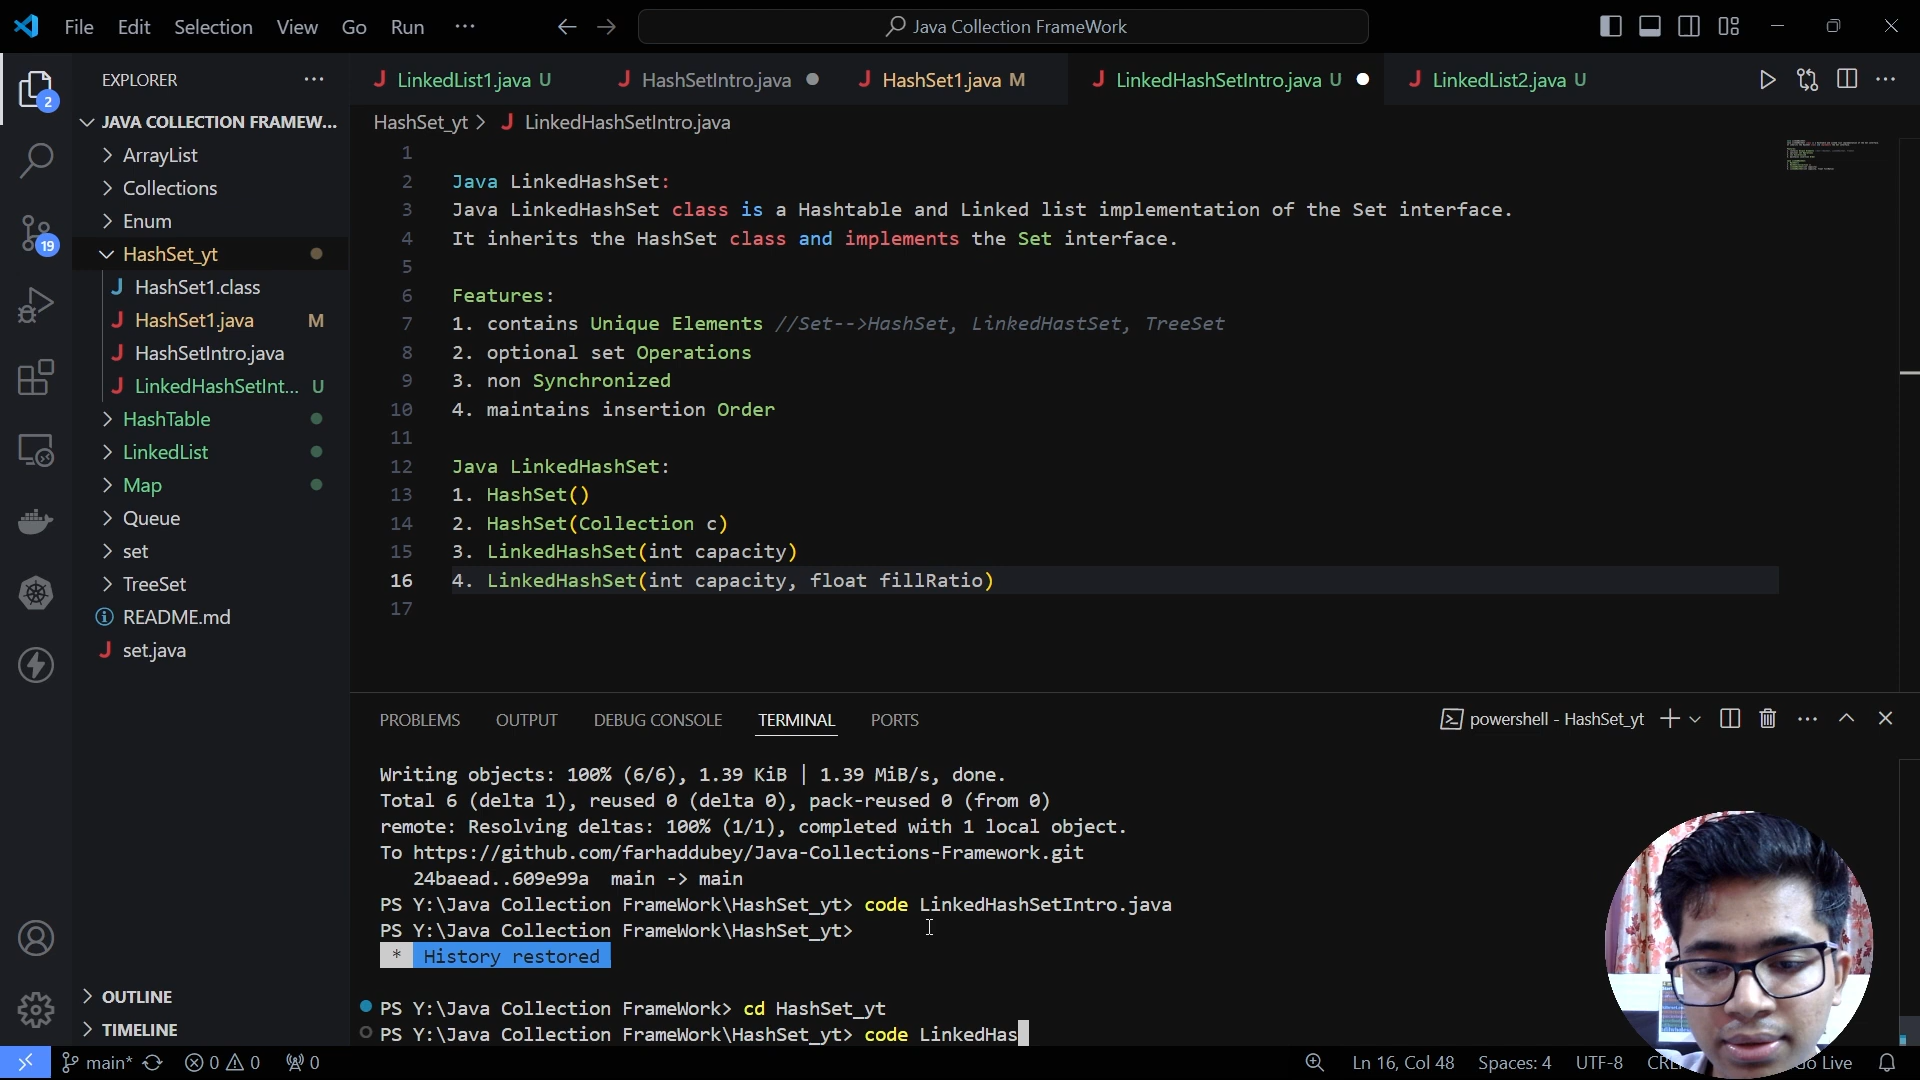 File Edit Selection View Go Run ··· Java Collection FrameWork
EXPLORER ···
2
JAVA COLLECTION FRAMEW...
ArrayList
Collections
Enum
19
HashSet_yt
HashSet1.class
HashSet1.java M
HashSetIntro.java
LinkedHashSetInt... U
HashTable
LinkedList
Map
Queue
set
TreeSet
README.md
set.java
OUTLINE
TIMELINE
LinkedList1.java U HashSetIntro.java HashSet1.java M LinkedHashSetIntro.java U LinkedList2.java U
HashSet_yt > LinkedHashSetIntro.java
1
2 Java LinkedHashSet:
3 Java LinkedHashSet class is a Hashtable and Linked list implementation of the Set interface.
4 It inherits the HashSet class and implements the Set interface.
5
6 Features:
7 1. contains Unique Elements //Set-->HashSet, LinkedHastSet, TreeSet
8 2. optional set Operations
9 3. non Synchronized
10 4. maintains insertion Order
11
12 Java LinkedHashSet:
13 1. HashSet()
14 2. HashSet(Collection c)
15 3. LinkedHashSet(int capacity)
16 4. LinkedHashSet(int capacity, float fillRatio)
17
PROBLEMS OUTPUT DEBUG CONSOLE TERMINAL PORTS powershell - HashSet_yt
Writing objects: 100% (6/6), 1.39 KiB | 1.39 MiB/s, done.
Total 6 (delta 1), reused 0 (delta 0), pack-reused 0 (from 0)
remote: Resolving deltas: 100% (1/1), completed with 1 local object.
To https://github.com/farhaddubey/Java-Collections-Framework.git
24baead..609e99a main -> main
PS Y:\Java Collection FrameWork\HashSet_yt> code LinkedHashSetIntro.java
PS Y:\Java Collection FrameWork\HashSet_yt>
* History restored
PS Y:\Java Collection FrameWork> cd HashSet_yt
PS Y:\Java Collection FrameWork\HashSet_yt> code LinkedHas
main* 0 0 0 Ln 16, Col 48 Spaces: 4 UTF-8 Live